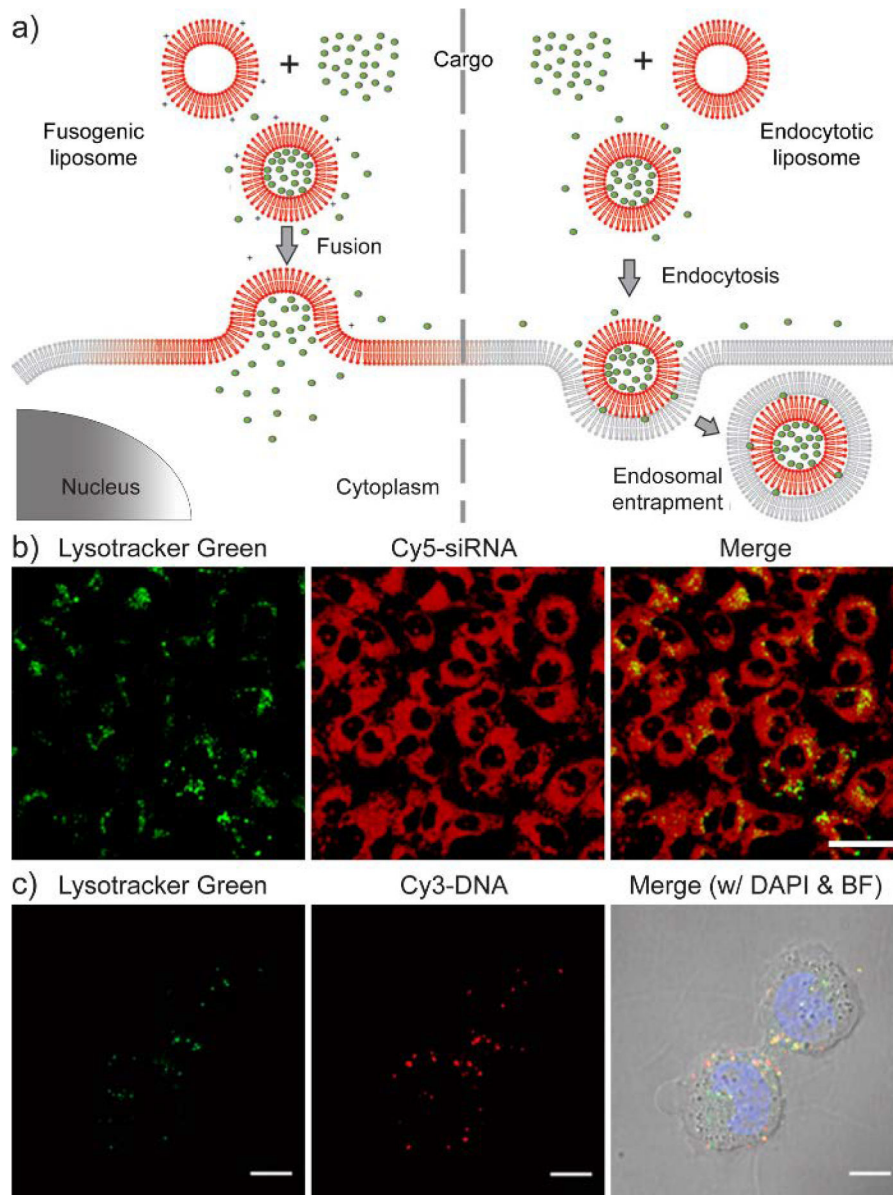 a)
+ Cargo +
Fusogenic
liposome
Endocytotic
liposome
Fusion
Endocytosis
Nucleus
Cytoplasm
Endosomal
entrapment
b) Lysotracker Green Cy5-siRNA Merge
c) Lysotracker Green Cy3-DNA Merge (w/ DAPI & BF)